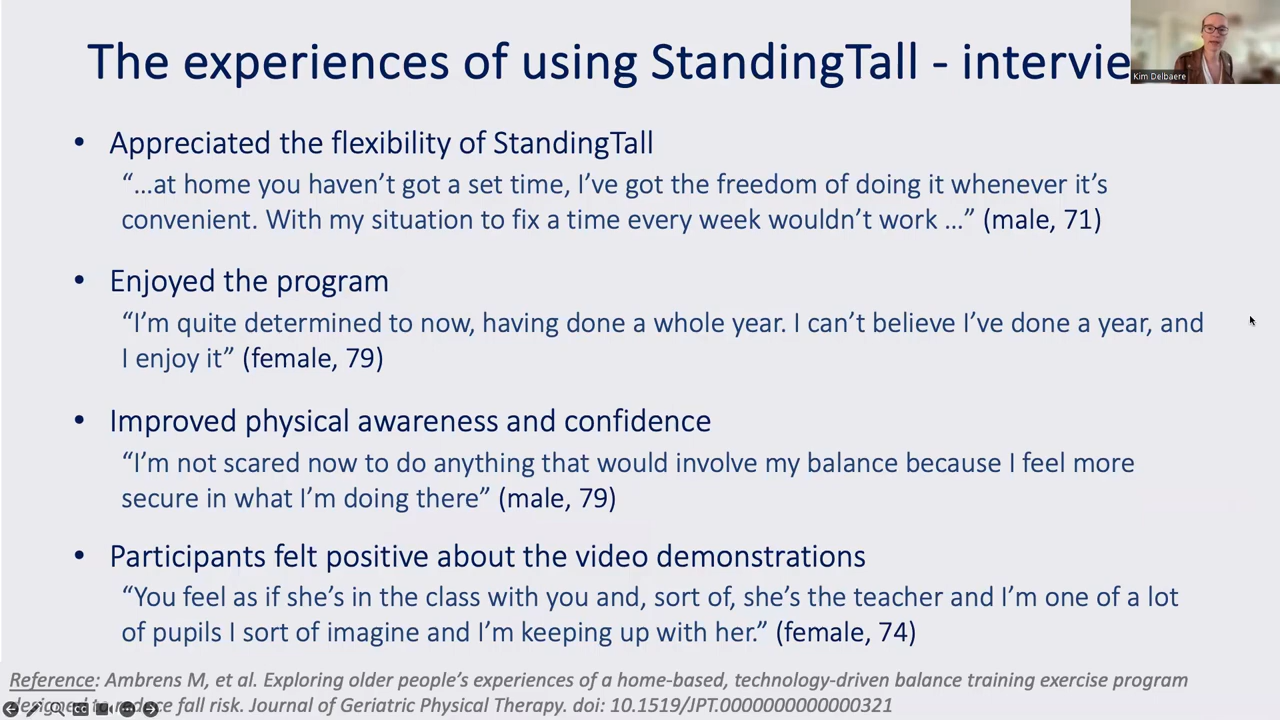 The experiences of using StandingTall - intervie
Kim Delbaere
• Appreciated the flexibility of StandingTall
“…at home you haven’t got a set time, I’ve got the freedom of doing it whenever it’s
convenient. With my situation to fix a time every week wouldn’t work …” (male, 71)
• Enjoyed the program
“I’m quite determined to now, having done a whole year. I can’t believe I’ve done a year, and
I enjoy it” (female, 79)
• Improved physical awareness and confidence
“I’m not scared now to do anything that would involve my balance because I feel more
secure in what I’m doing there” (male, 79)
• Participants felt positive about the video demonstrations
“You feel as if she’s in the class with you and, sort of, she’s the teacher and I’m one of a lot
of pupils I sort of imagine and I’m keeping up with her.” (female, 74)
Reference: Ambrens M, et al. Exploring older people’s experiences of a home-based, technology-driven balance training exercise program
designed to reduce fall risk. Journal of Geriatric Physical Therapy. doi: 10.1519/JPT.0000000000000321